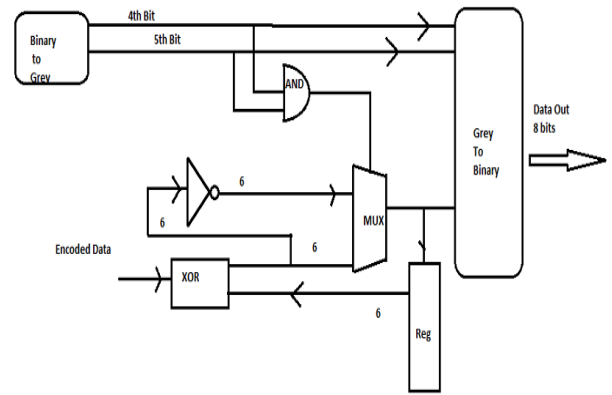 4th Bit
Binary
to
Grey
5th Bit
AND
Data Out
8 bits
Grey
To
Binary
6
MUX
6
6
Encoded Data
XOR
6
Reg